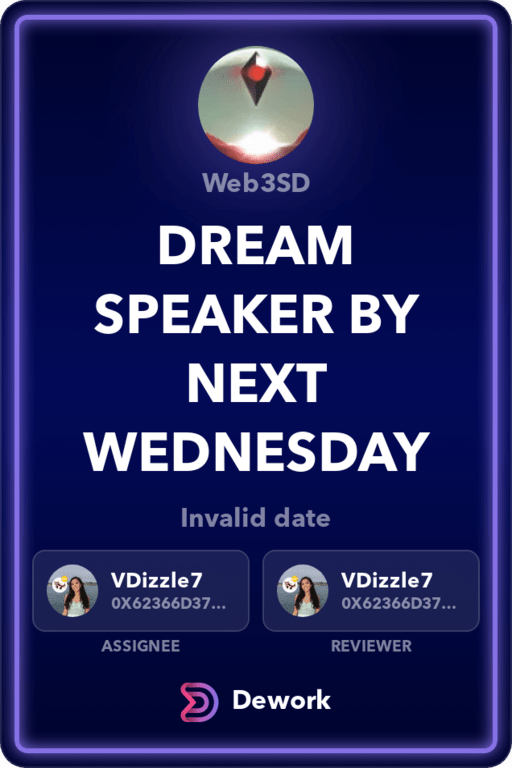 Web3SD
DREAM
SPEAKER BY
NEXT
WEDNESDAY
Invalid date
VDizzle7
0X62366D37...
ASSIGNEE
VDizzle7
0X62366D37...
REVIEWER
Dework